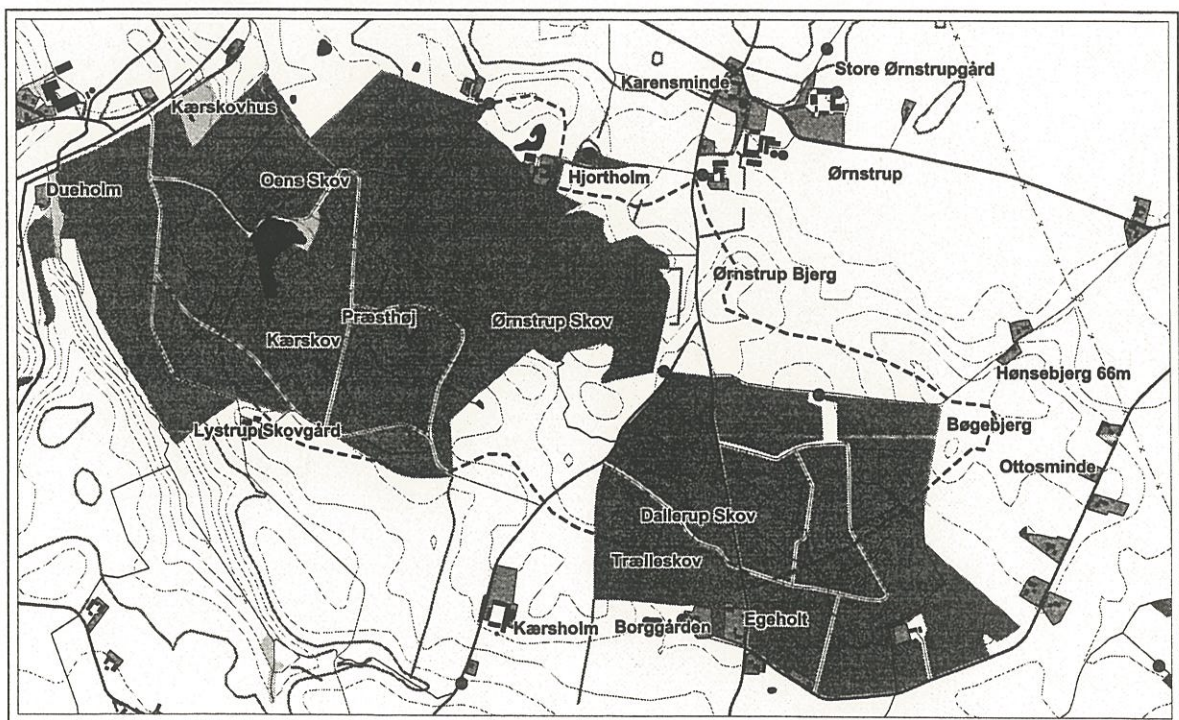 Store Ørnstrupgård
Karensminde
Kærskovhus
Ørnstrup
Hjortholm
Oens Skov
Dueholm
Ørnstrup Bjerg
Præsthøj
Ørnstrup Skov
Kærskov
Hønsebjerg 66m
Bøgebjerg
Lystrup Skovgård
Ottosminde
Dallerup Skov
Trælleskov
Egeholt
Kærsholm
Borggården